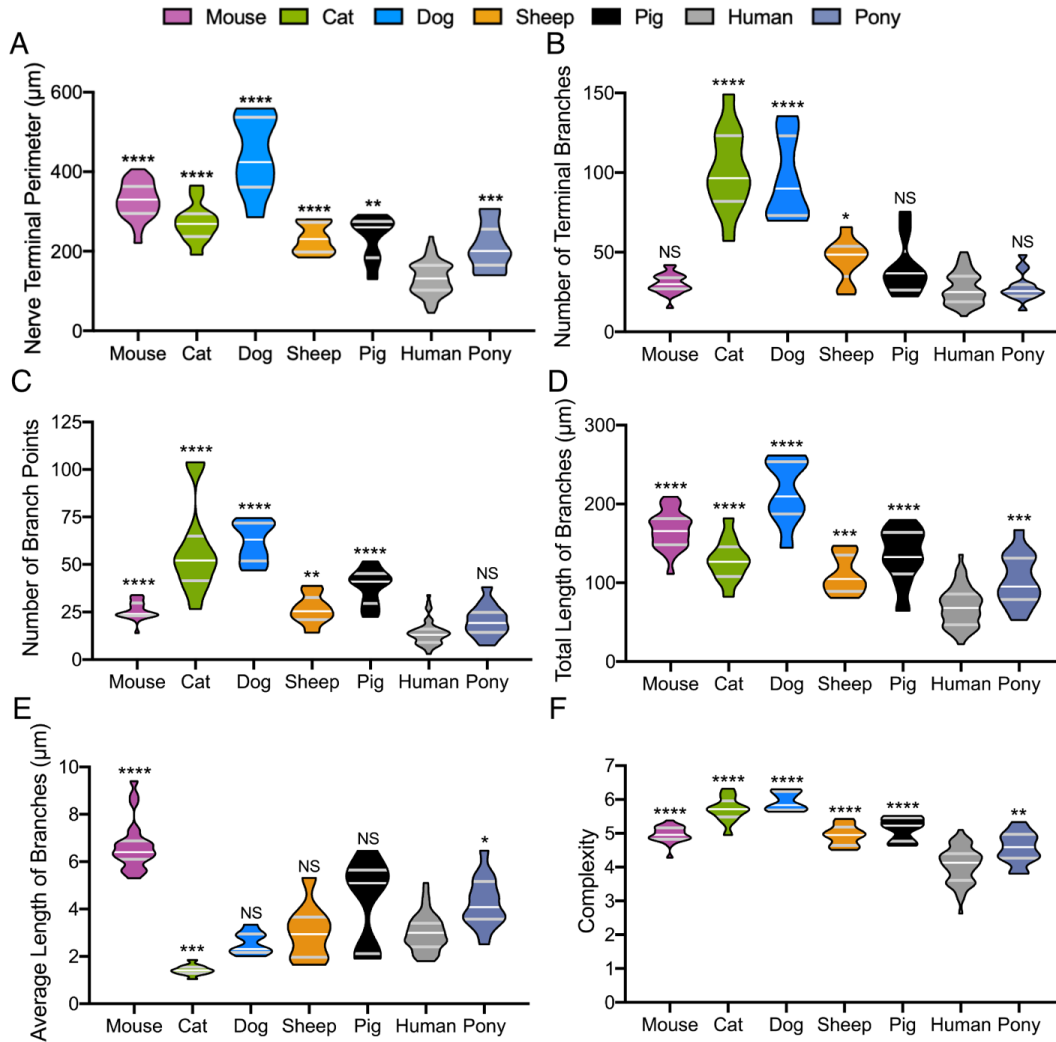 Mouse Cat Dog Sheep Pig Human Pony
A
Nerve Terminal Perimeter (µm)
600
400
200
0
**** **** **** **** ** ***
Mouse Cat Dog Sheep Pig Human Pony
B
Number of Terminal Branches
150
100
50
0
NS **** **** * NS NS
Mouse Cat Dog Sheep Pig Human Pony
C
Number of Branch Points
125
100
75
50
25
0
**** **** **** ** **** NS
Mouse Cat Dog Sheep Pig Human Pony
D
Total Length of Branches (µm)
300
200
100
0
**** **** **** *** **** ***
Mouse Cat Dog Sheep Pig Human Pony
E
Average Length of Branches (µm)
10
8
6
4
2
0
**** *** NS NS NS *
Mouse Cat Dog Sheep Pig Human Pony
F
Complexity
7
6
5
4
3
2
1
0
**** **** **** **** **** **
Mouse Cat Dog Sheep Pig Human Pony